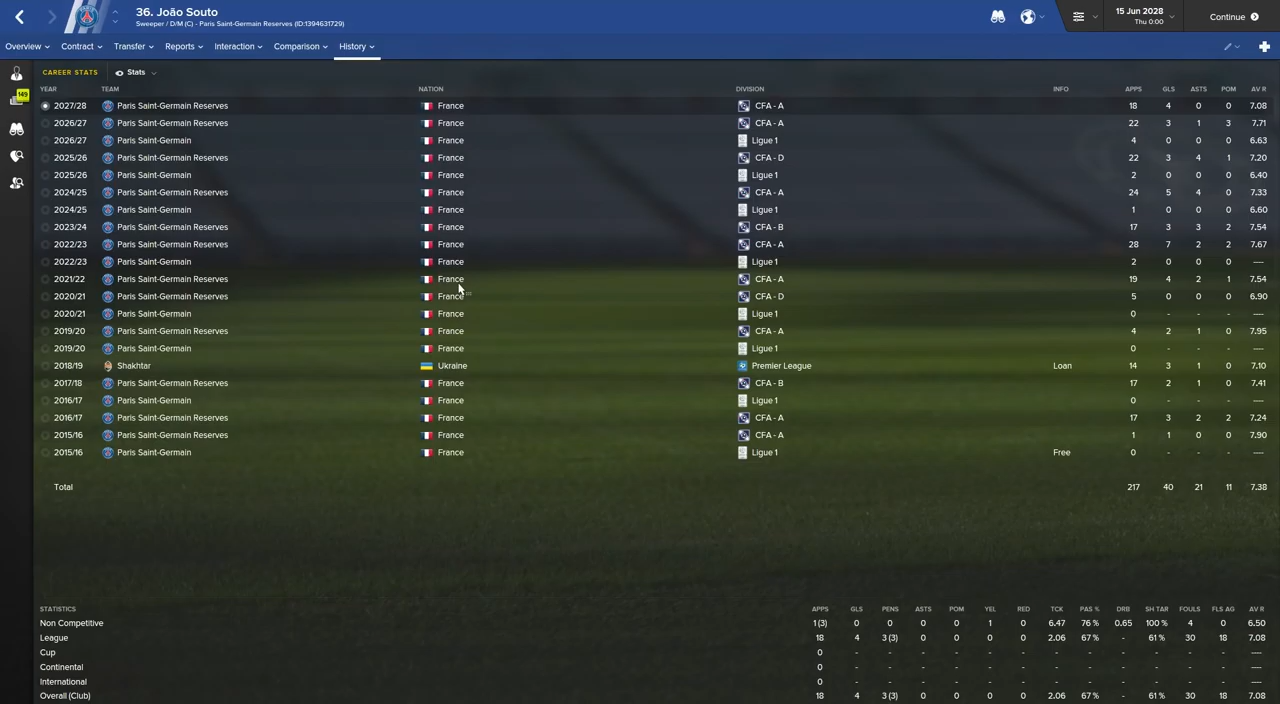 36. João Souto
Sweeper / D/M (C) - Paris Saint-Germain Reserves (ID:1394631729)
15 Jun 2028
Thu 0:00
Continue
Overview Contract Transfer Reports Interaction Comparison History
149
CAREER STATS Stats
YEAR TEAM NATION DIVISION INFO APPS GLS ASTS POM AV R
2027/28 Paris Saint-Germain Reserves France CFA - A 18 4 0 0 7.08
2026/27 Paris Saint-Germain Reserves France CFA - A 22 3 1 3 7.71
2026/27 Paris Saint-Germain France Ligue 1 4 0 0 0 6.63
2025/26 Paris Saint-Germain Reserves France CFA - D 22 3 4 1 7.20
2025/26 Paris Saint-Germain France Ligue 1 2 0 0 0 6.40
2024/25 Paris Saint-Germain Reserves France CFA - A 24 5 4 0 7.33
2024/25 Paris Saint-Germain France Ligue 1 1 0 0 0 6.60
2023/24 Paris Saint-Germain Reserves France CFA - B 17 3 3 2 7.54
2022/23 Paris Saint-Germain Reserves France CFA - A 28 7 2 2 7.67
2022/23 Paris Saint-Germain France Ligue 1 2 0 0 0 ----
2021/22 Paris Saint-Germain Reserves France CFA - A 19 4 2 1 7.54
2020/21 Paris Saint-Germain Reserves France CFA - D 5 0 0 0 6.90
2020/21 Paris Saint-Germain France Ligue 1 0 - - - ----
2019/20 Paris Saint-Germain Reserves France CFA - A 4 2 1 0 7.95
2019/20 Paris Saint-Germain France Ligue 1 0 - - - ----
2018/19 Shakhtar Ukraine Premier League Loan 14 3 1 0 7.10
2017/18 Paris Saint-Germain Reserves France CFA - B 17 2 1 0 7.41
2016/17 Paris Saint-Germain France Ligue 1 0 - - - ----
2016/17 Paris Saint-Germain Reserves France CFA - A 17 3 2 2 7.24
2015/16 Paris Saint-Germain Reserves France CFA - A 1 1 0 0 7.90
2015/16 Paris Saint-Germain France Ligue 1 Free 0 - - - ----
Total 217 40 21 11 7.38
STATISTICS APPS GLS PENS ASTS POM YEL RED TCK PAS % DRB SH TAR FOULS FLS AG AV R
Non Competitive 1 (3) 0 0 0 0 1 0 6.47 76 % 0.65 100 % 4 0 6.50
League 18 4 3 (3) 0 0 0 0 2.06 67 % - 61 % 30 18 7.08
Cup 0 - - - - - - - - - - - - ----
Continental 0 - - - - - - - - - - - - ----
International 0 - - - - - - - - - - - - ----
Overall (Club) 18 4 3 (3) 0 0 0 0 2.06 67 % - 61 % 30 18 7.08